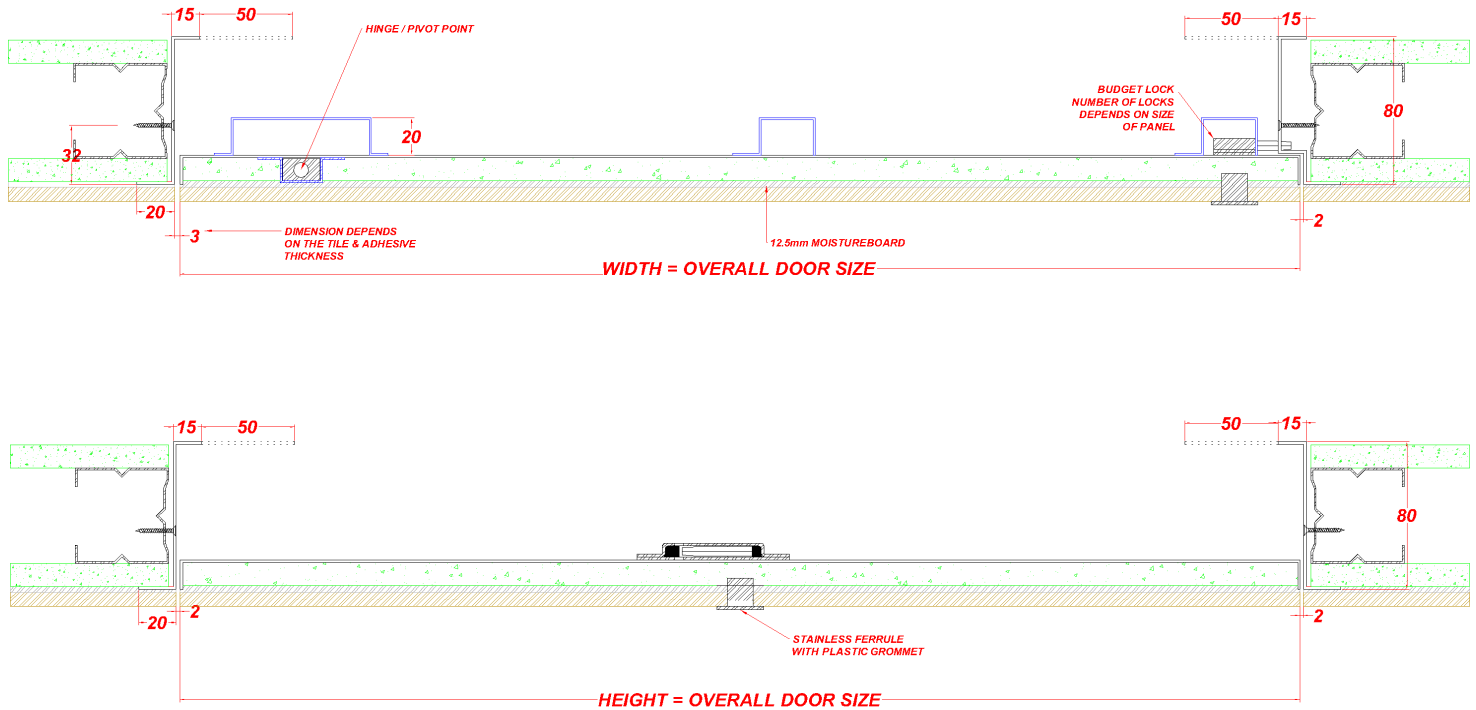 15
50
50
15
HINGE / PIVOT POINT
BUDGET LOCK
NUMBER OF LOCKS
DEPENDS ON SIZE
OF PANEL
80
20
32
20
3
DIMENSION DEPENDS
ON THE TILE & ADHESIVE
THICKNESS
12.5mm MOISTUREBOARD
2
WIDTH = OVERALL DOOR SIZE
15
50
50
15
80
20
2
2
STAINLESS FERRULE
WITH PLASTIC GROMMET
HEIGHT = OVERALL DOOR SIZE